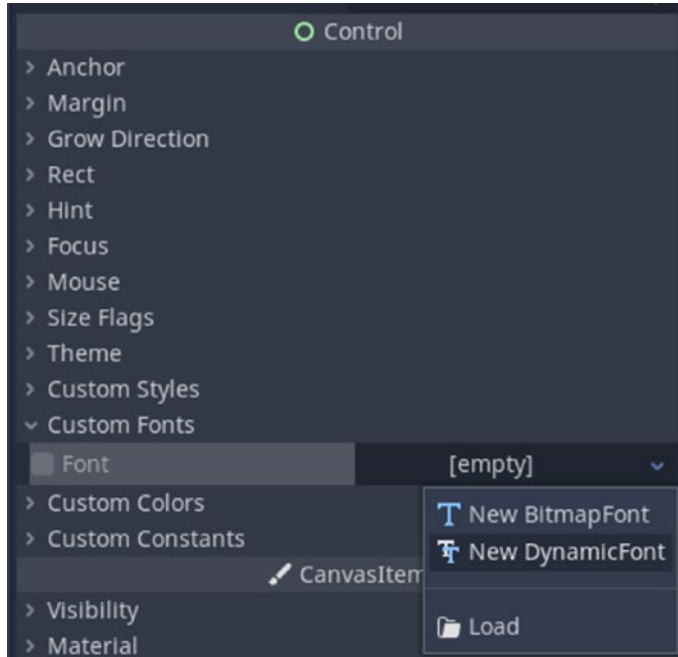 Control
Anchor
Margin
Grow Direction
Rect
Hint
Focus
Mouse
Size Flags
Theme
Custom Styles
Custom Fonts
Font [empty]
Custom Colors
New BitmapFont
Custom Constants
New DynamicFont
CanvasItem
Visibility
Load
Material